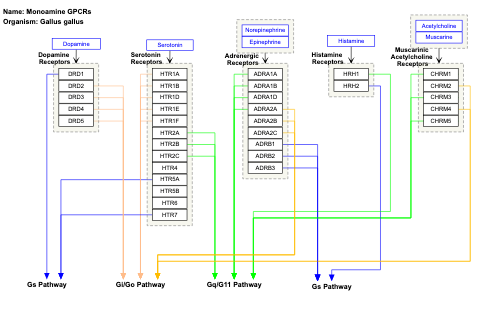 Name: Monoamine GPCRs
Organism: Gallus gallus
Dopamine
Dopamine
Receptors
DRD1
DRD2
DRD3
DRD4
DRD5
Serotonin
Serotonin
Receptors
HTR1A
HTR1B
HTR1D
HTR1E
HTR1F
HTR2A
HTR2B
HTR2C
HTR4
HTR5A
HTR5B
HTR6
HTR7
Norepinephrine
Epinephrine
Adrenergic
Receptors
ADRA1A
ADRA1B
ADRA1D
ADRA2A
ADRA2B
ADRA2C
ADRB1
ADRB2
ADRB3
Histamine
Histamine
Receptors
HRH1
HRH2
Acetylcholine
Muscarine
Muscarinic
Acetylcholine
Receptors
CHRM1
CHRM2
CHRM3
CHRM4
CHRM5
Gs Pathway
Gi/Go Pathway
Gq/G11 Pathway
Gs Pathway